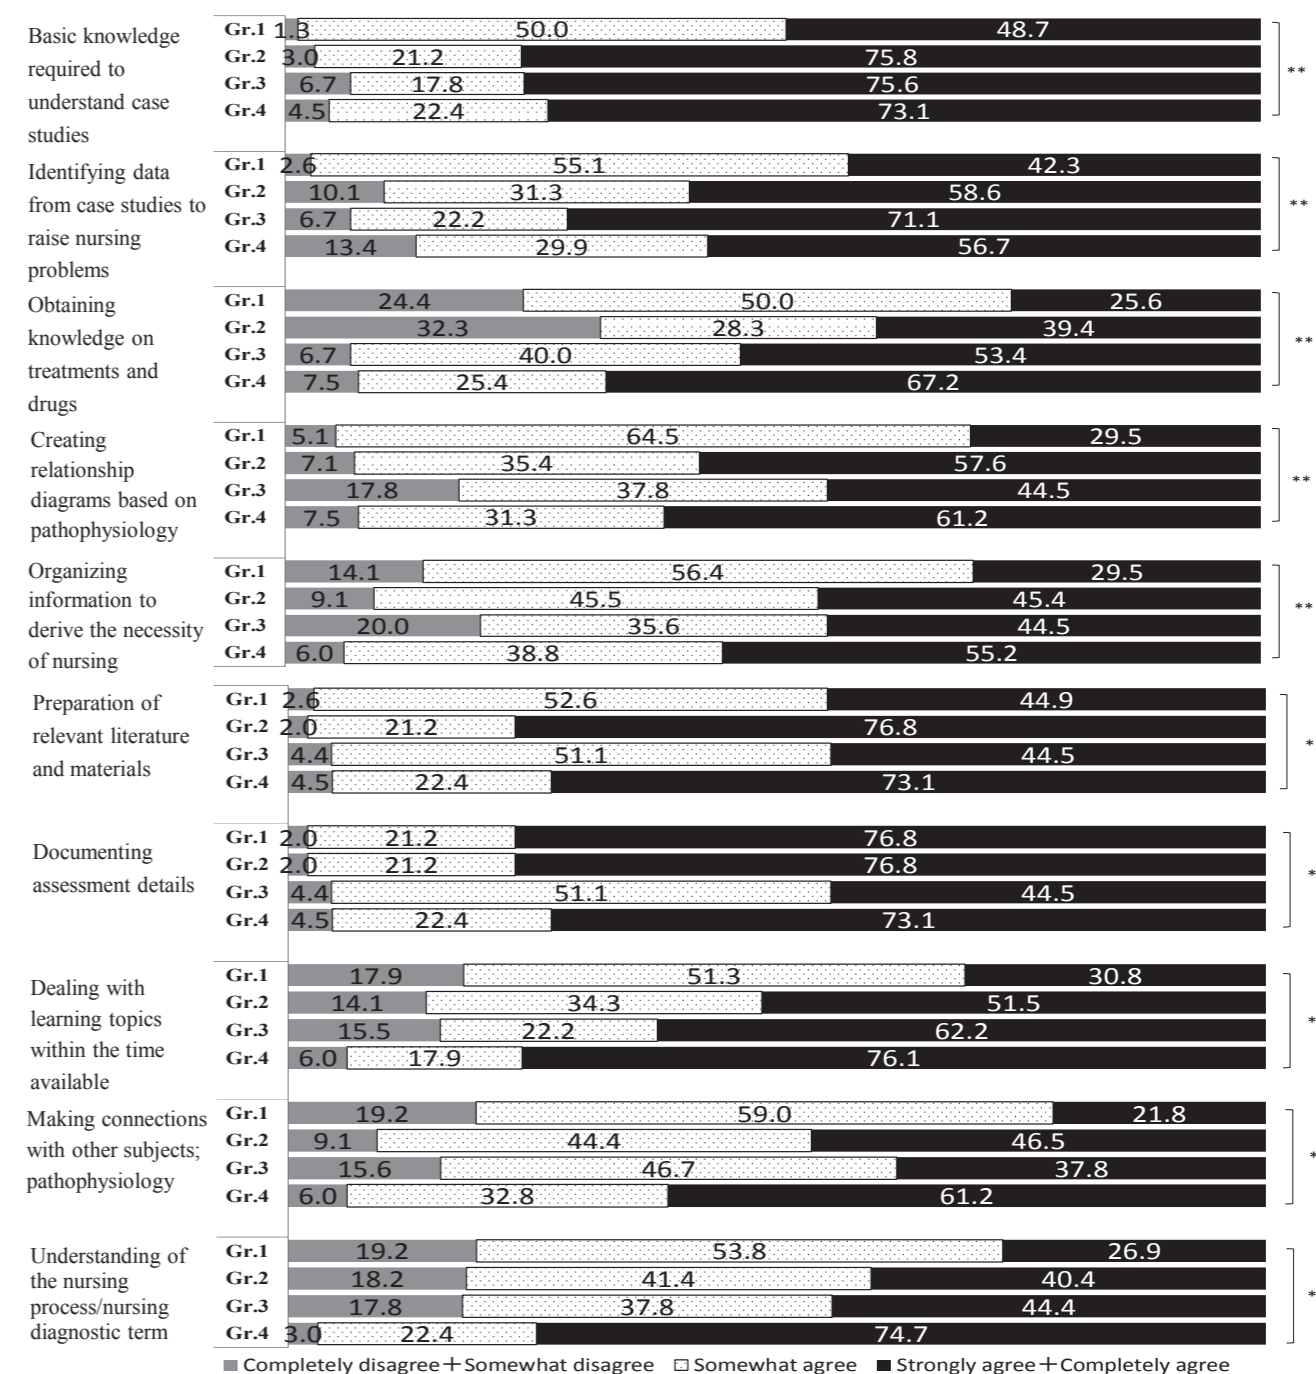 Basic knowledge
required to
understand case
studies
Gr.1 1.3 50.0 48.7
Gr.2 3.0 21.2 75.8
Gr.3 6.7 17.8 75.6
Gr.4 4.5 22.4 73.1
**
Identifying data
from case studies to
raise nursing
problems
Gr.1 2.6 55.1 42.3
Gr.2 10.1 31.3 58.6
Gr.3 6.7 22.2 71.1
Gr.4 13.4 29.9 56.7
**
Obtaining
knowledge on
treatments and
drugs
Gr.1 24.4 50.0 25.6
Gr.2 32.3 28.3 39.4
Gr.3 6.7 40.0 53.4
Gr.4 7.5 25.4 67.2
**
Creating
relationship
diagrams based on
pathophysiology
Gr.1 5.1 64.5 29.5
Gr.2 7.1 35.4 57.6
Gr.3 17.8 37.8 44.5
Gr.4 7.5 31.3 61.2
**
Organizing
information to
derive the necessity
of nursing
Gr.1 14.1 56.4 29.5
Gr.2 9.1 45.5 45.4
Gr.3 20.0 35.6 44.5
Gr.4 6.0 38.8 55.2
**
Preparation of
relevant literature
and materials
Gr.1 2.6 52.6 44.9
Gr.2 2.0 21.2 76.8
Gr.3 4.4 51.1 44.5
Gr.4 4.5 22.4 73.1
*
Documenting
assessment details
Gr.1 2.0 21.2 76.8
Gr.2 2.0 21.2 76.8
Gr.3 4.4 51.1 44.5
Gr.4 4.5 22.4 73.1
*
Dealing with
learning topics
within the time
available
Gr.1 17.9 51.3 30.8
Gr.2 14.1 34.3 51.5
Gr.3 15.5 22.2 62.2
Gr.4 6.0 17.9 76.1
*
Making connections
with other subjects;
pathophysiology
Gr.1 19.2 59.0 21.8
Gr.2 9.1 44.4 46.5
Gr.3 15.6 46.7 37.8
Gr.4 6.0 32.8 61.2
*
Understanding of
the nursing
process/nursing
diagnostic term
Gr.1 19.2 53.8 26.9
Gr.2 18.2 41.4 40.4
Gr.3 17.8 37.8 44.4
Gr.4 3.0 22.4 74.7
*
Completely disagree＋Somewhat disagree Somewhat agree Strongly agree＋Completely agree